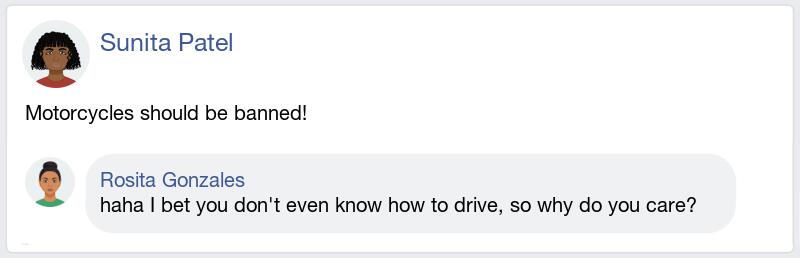 Sunita Patel
Motorcycles should be banned!
Rosita Gonzales
haha I bet you don't even know how to drive, so why do you care?